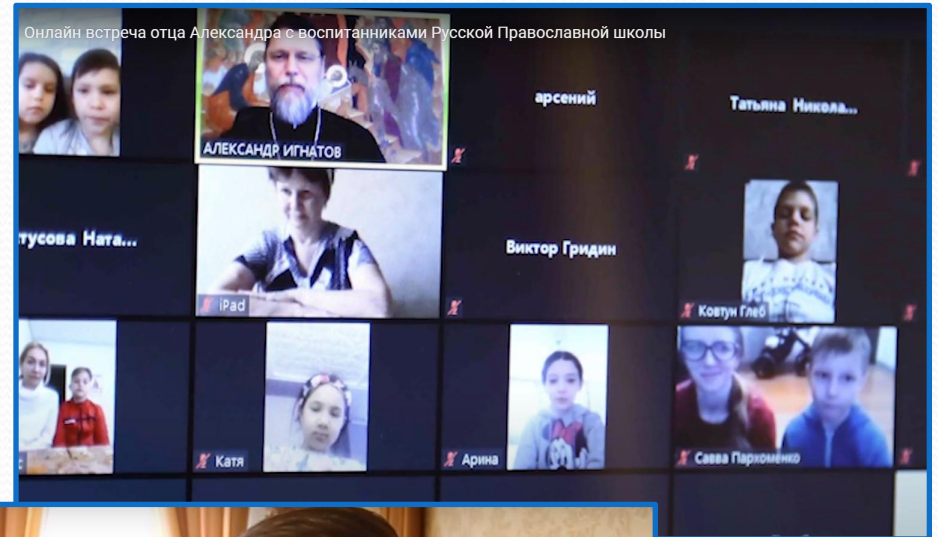 Онлайн встреча отца Александра с воспитанниками Русской Православной школы
АЛЕКСАНДР ИГНАТОВ
арсений
Татьяна Никола...
тусова Ната...
iPad
Виктор Гридин
Ковтун Глеб
Катя
Арина
Савва Пархоменко